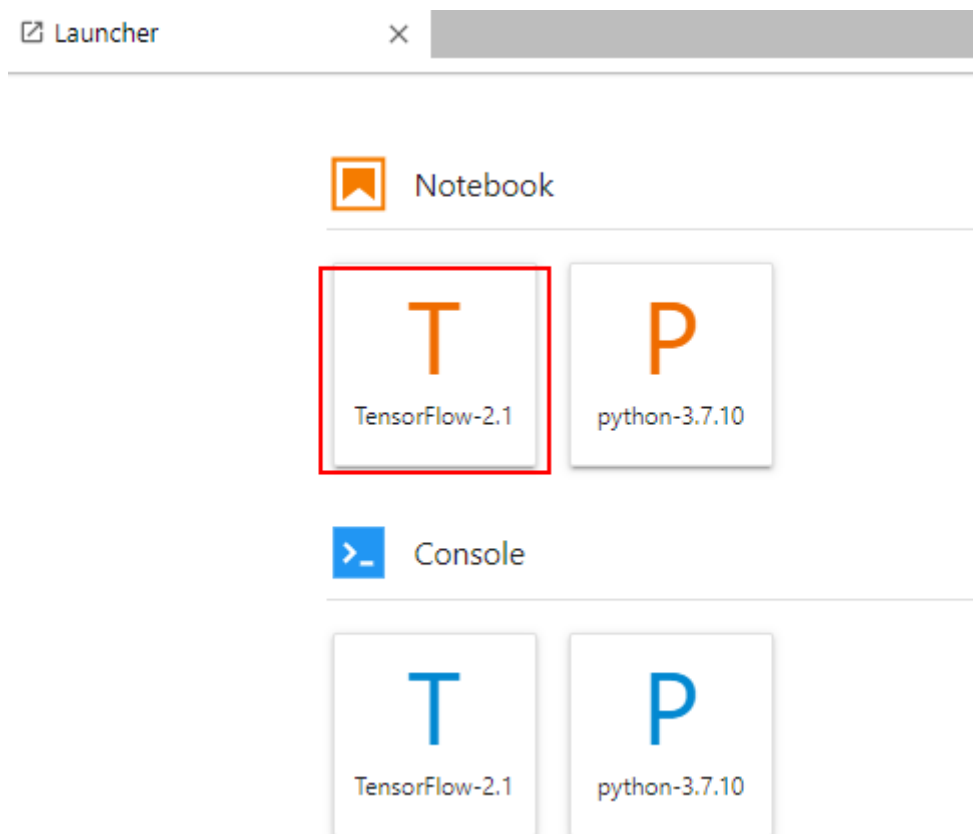 Launcher
Notebook
T P
TensorFlow-2.1 python-3.7.10
Console
T P
TensorFlow-2.1 python-3.7.10